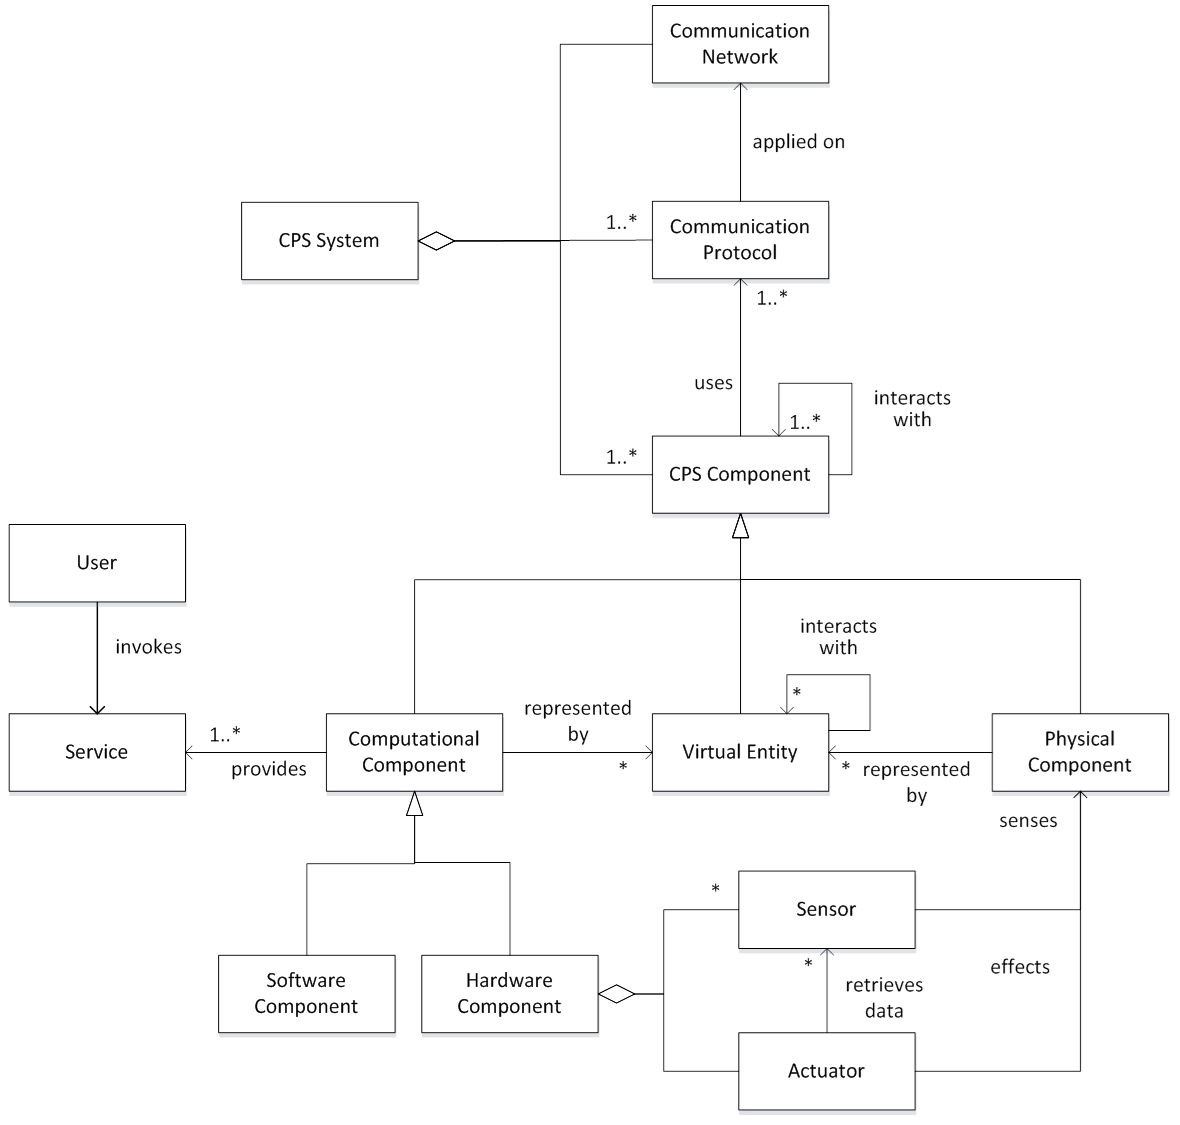 Communication
Network
applied on
CPS System
1..*
Communication
Protocol
1..*
uses
interacts
with
1..*
1..*
CPS Component
User
invokes
interacts
with
*
Service
1..*
provides
Computational
Component
represented
by
*
Virtual Entity
*
represented
by
Physical
Component
senses
*
Sensor
effects
*
retrieves
data
Software
Component
Hardware
Component
Actuator